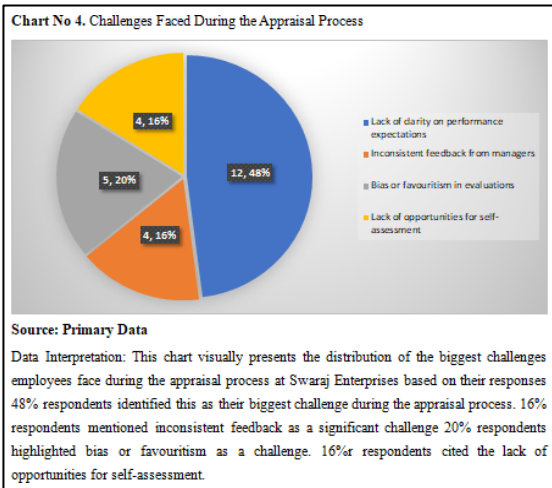 Chart No 4. Challenges Faced During the Appraisal Process
4, 16%
12, 48%
5, 20%
4, 16%
Lack of clarity on performance
expectations
Inconsistent feedback from managers
Bias or favouritism in evaluations
Lack of opportunities for self-
assessment
Source: Primary Data
Data Interpretation: This chart visually presents the distribution of the biggest challenges
employees face during the appraisal process at Swaraj Enterprises based on their responses
48% respondents identified this as their biggest challenge during the appraisal process. 16%
respondents mentioned inconsistent feedback as a significant challenge 20% respondents
highlighted bias or favouritism as a challenge. 16%r respondents cited the lack of
opportunities for self-assessment.